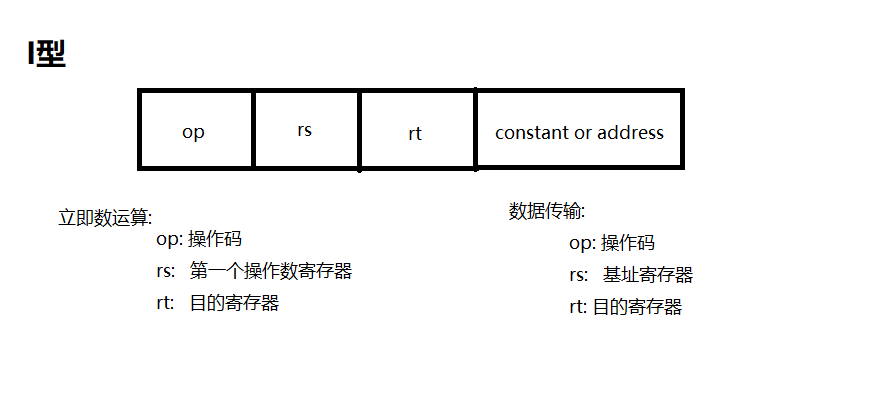 I型
op rs rt constant or address
立即数运算:
op: 操作码
rs: 第一个操作数寄存器
rt: 目的寄存器
数据传输:
op: 操作码
rs: 基址寄存器
rt: 目的寄存器